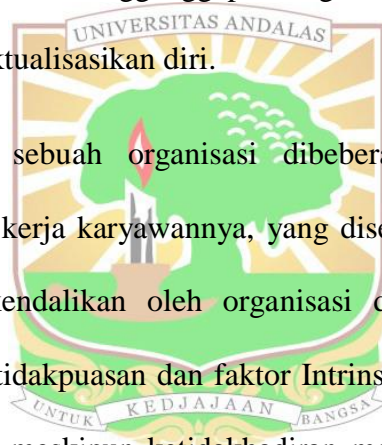 UNIVERSITAS ANDALAS
ktualisasikan diri.
sebuah organisasi dibebera
kerja karyawannya, yang dise
kendalikan oleh organisasi d
tidakpuasan dan faktor Intrins
UNTUK KEDJAJAAN BANGSA